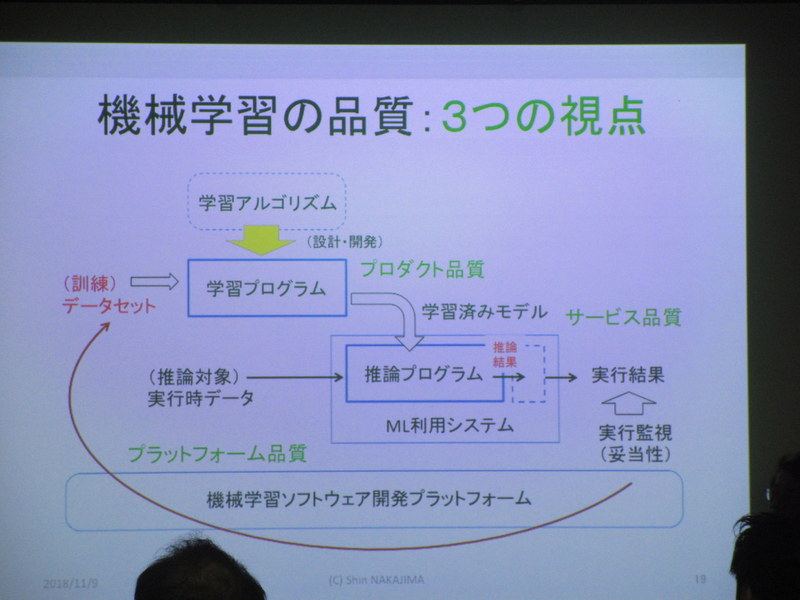 機械学習の品質：３つの視点
学習アルゴリズム
（設計・開発）
（訓練）
データセット
学習プログラム
プロダクト品質
学習済みモデル
サービス品質
推論
結果
（推論対象）
実行時データ
推論プログラム
実行結果
ML利用システム
実行監視
（妥当性）
プラットフォーム品質
機械学習ソフトウェア開発プラットフォーム
2018/11/9
(C) Shin NAKAJIMA
19